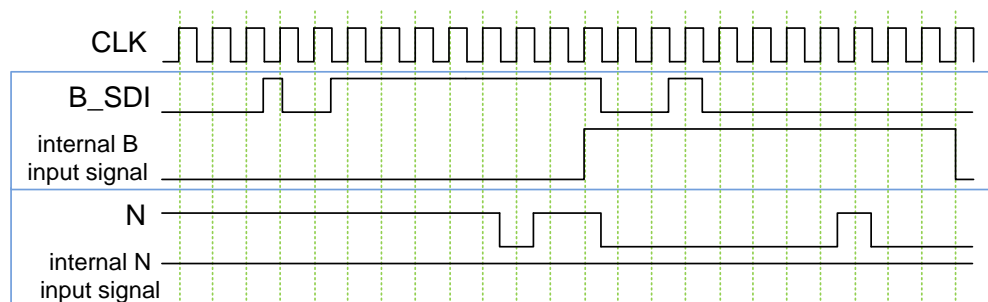 CLK
B_SDI
internal B
input signal
N
internal N
input signal